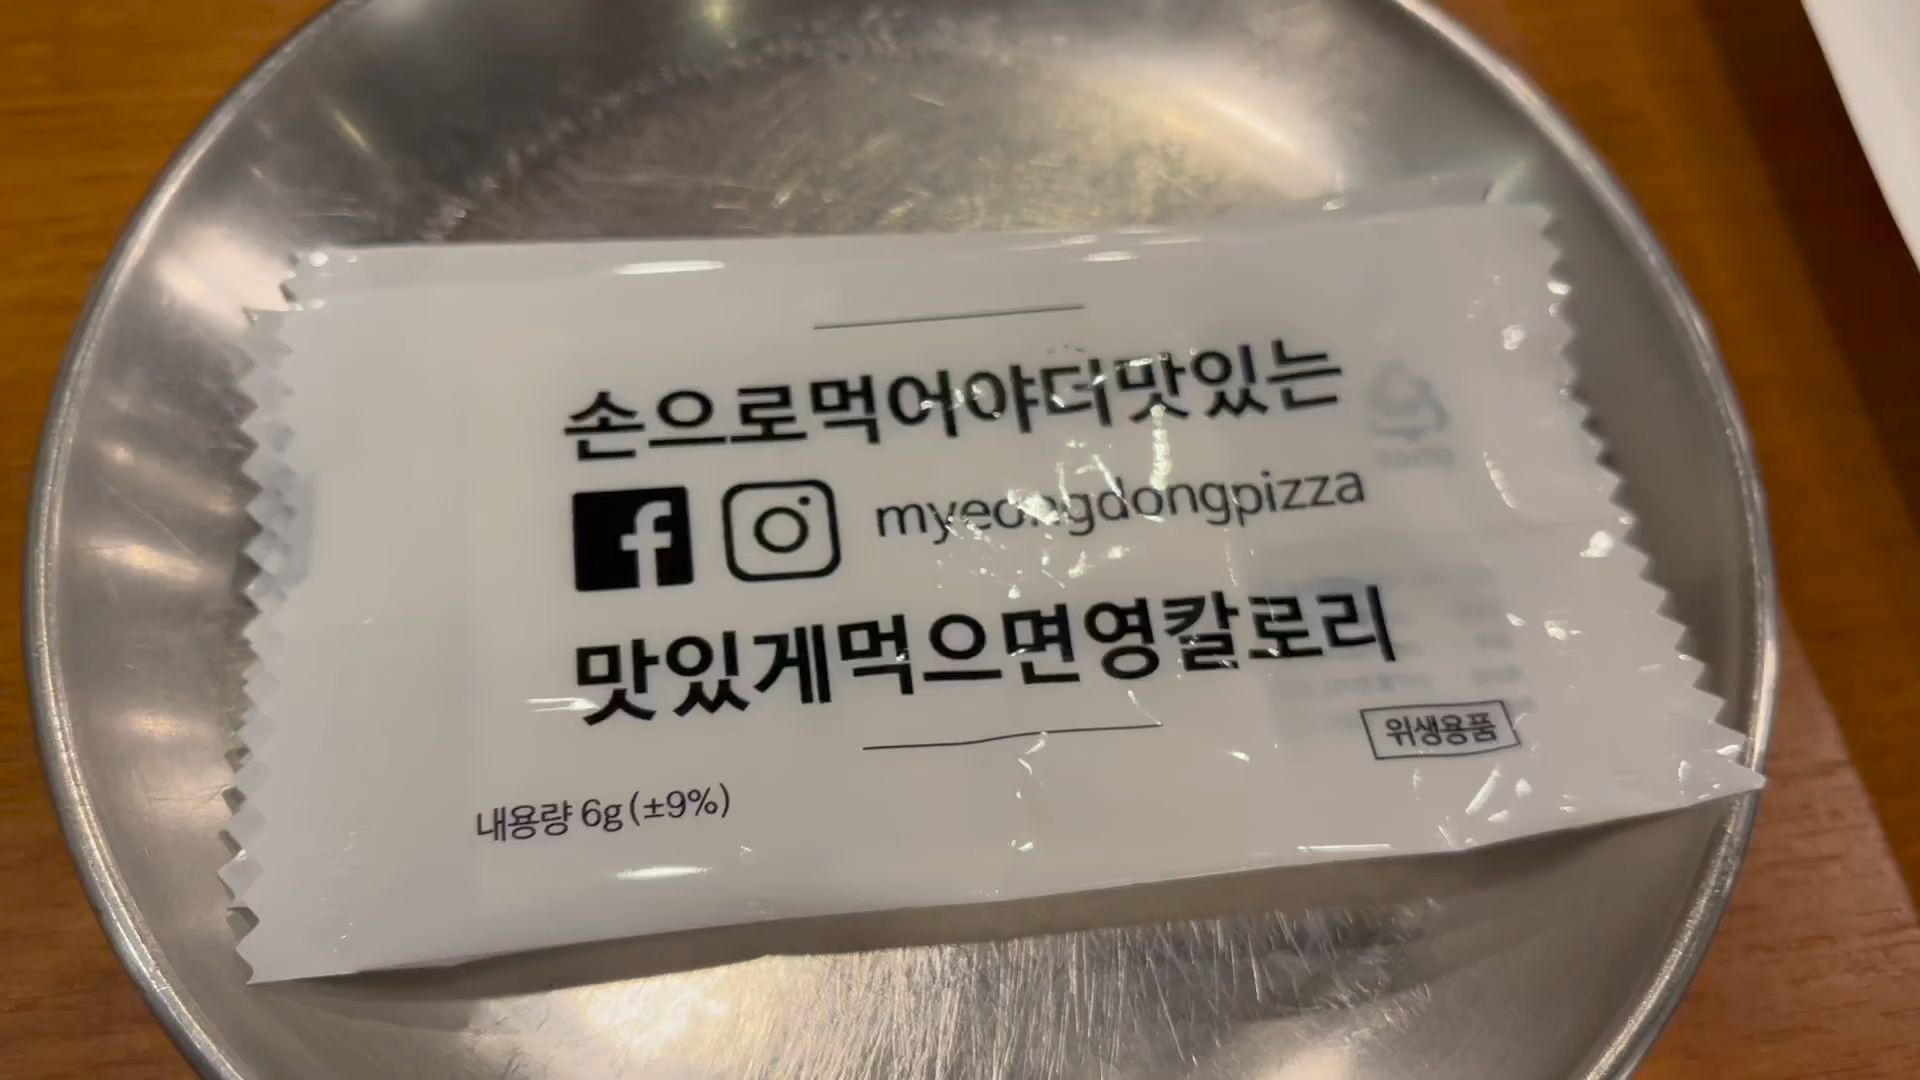 손으로먹어야더맛있는
myeongdongpizza
맛있게먹으면영칼로리
위생용품
내용량 6g(±9%)